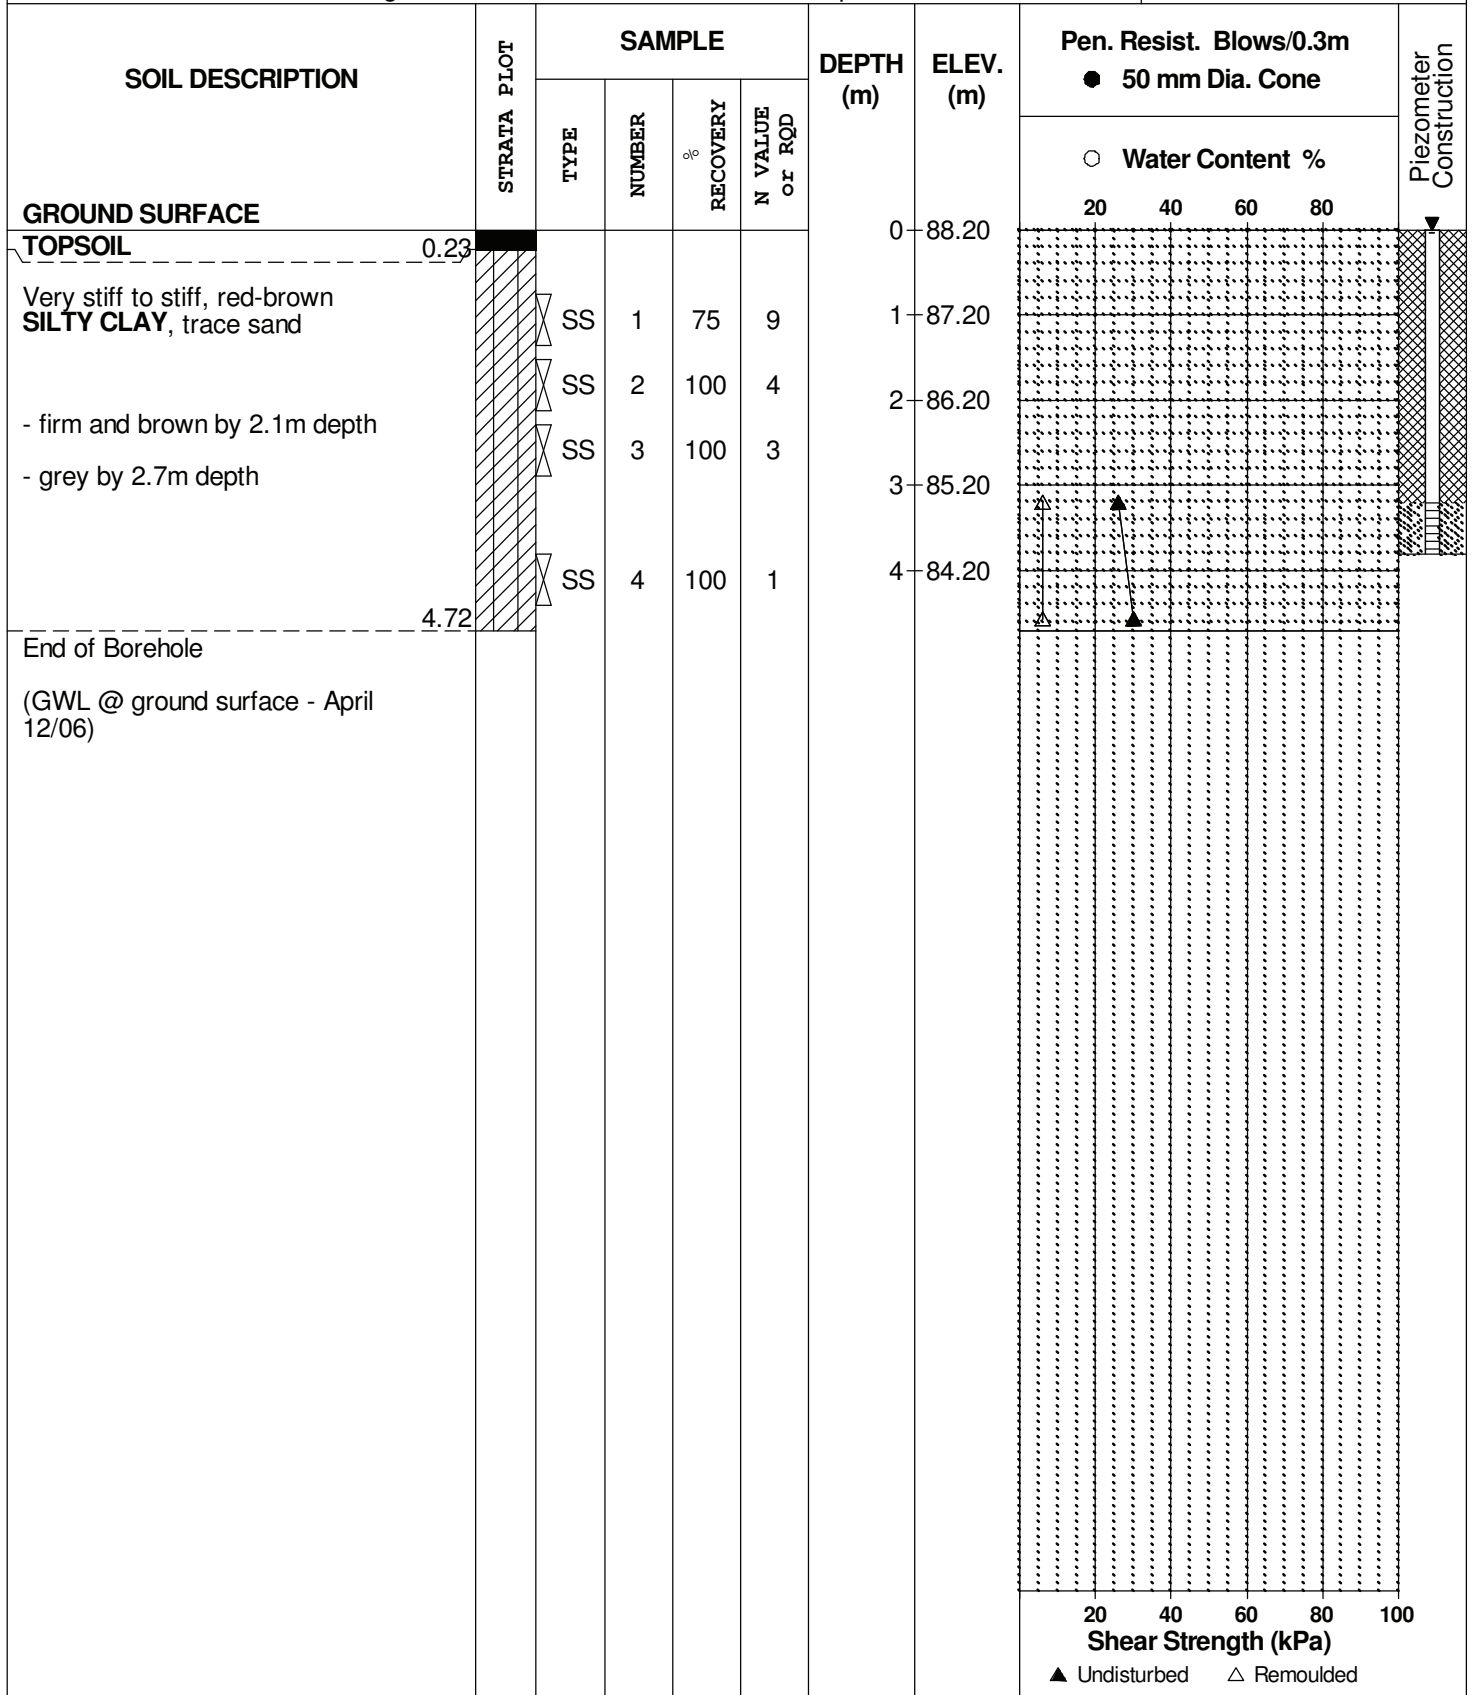 SOIL DESCRIPTION
STRATA PLOT
SAMPLE
TYPE
NUMBER
% RECOVERY
N VALUE or RQD
DEPTH (m)
ELEV. (m)
Pen. Resist. Blows/0.3m
● 50 mm Dia. Cone
○ Water Content %
Piezometer Construction
20 40 60 80
GROUND SURFACE
0 88.20
TOPSOIL 0.23
Very stiff to stiff, red-brown
SILTY CLAY, trace sand
SS 1 75 9
1 87.20
SS 2 100 4
2 86.20
- firm and brown by 2.1m depth
SS 3 100 3
- grey by 2.7m depth
3 85.20
SS 4 100 1
4 84.20
4.72
End of Borehole
(GWL @ ground surface - April
12/06)
20 40 60 80 100
Shear Strength (kPa)
▲ Undisturbed △ Remoulded